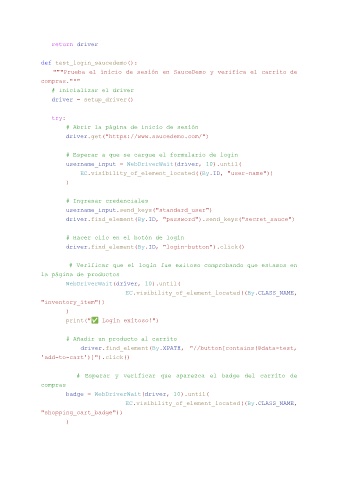 return driver
def test_login_saucedemo():
"""Prueba el inicio de sesión en SauceDemo y verifica el carrito de
compras."""
# inicializar el driver
driver = setup_driver()
try:
# Abrir la página de inicio de sesión
driver.get("https://www.saucedemo.com/")
# Esperar a que se cargue el formulario de login
username_input = WebDriverWait(driver, 10).until(
EC.visibility_of_element_located((By.ID, "user-name"))
)
# Ingresar credenciales
username_input.send_keys("standard_user")
driver.find_element(By.ID, "password").send_keys("secret_sauce")
# Hacer clic en el botón de login
driver.find_element(By.ID, "login-button").click()
# Verificar que el login fue exitoso comprobando que estamos en
la página de productos
WebDriverWait(driver, 10).until(
EC.visibility_of_element_located((By.CLASS_NAME,
"inventory_item"))
)
print("✅ Login exitoso!")
# Añadir un producto al carrito
driver.find_element(By.XPATH, "//button[contains(@data-test,
'add-to-cart')]").click()
# Esperar y verificar que aparezca el badge del carrito de
compras
badge = WebDriverWait(driver, 10).until(
EC.visibility_of_element_located((By.CLASS_NAME,
"shopping_cart_badge"))
)